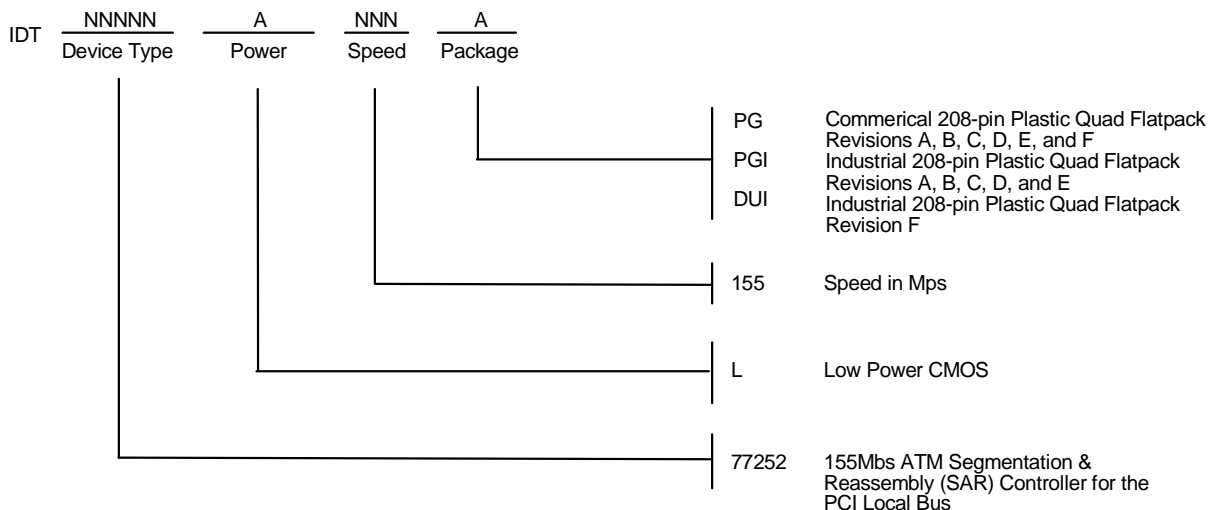 NNNNN A NNN A
IDT
Device Type Power Speed Package
PG Commerical 208-pin Plastic Quad Flatpack
Revisions A, B, C, D, E, and F
PGI Industrial 208-pin Plastic Quad Flatpack
Revisions A, B, C, D, and E
DUI Industrial 208-pin Plastic Quad Flatpack
Revision F
155 Speed in Mps
L Low Power CMOS
77252 155Mbs ATM Segmentation &
Reassembly (SAR) Controller for the
PCI Local Bus